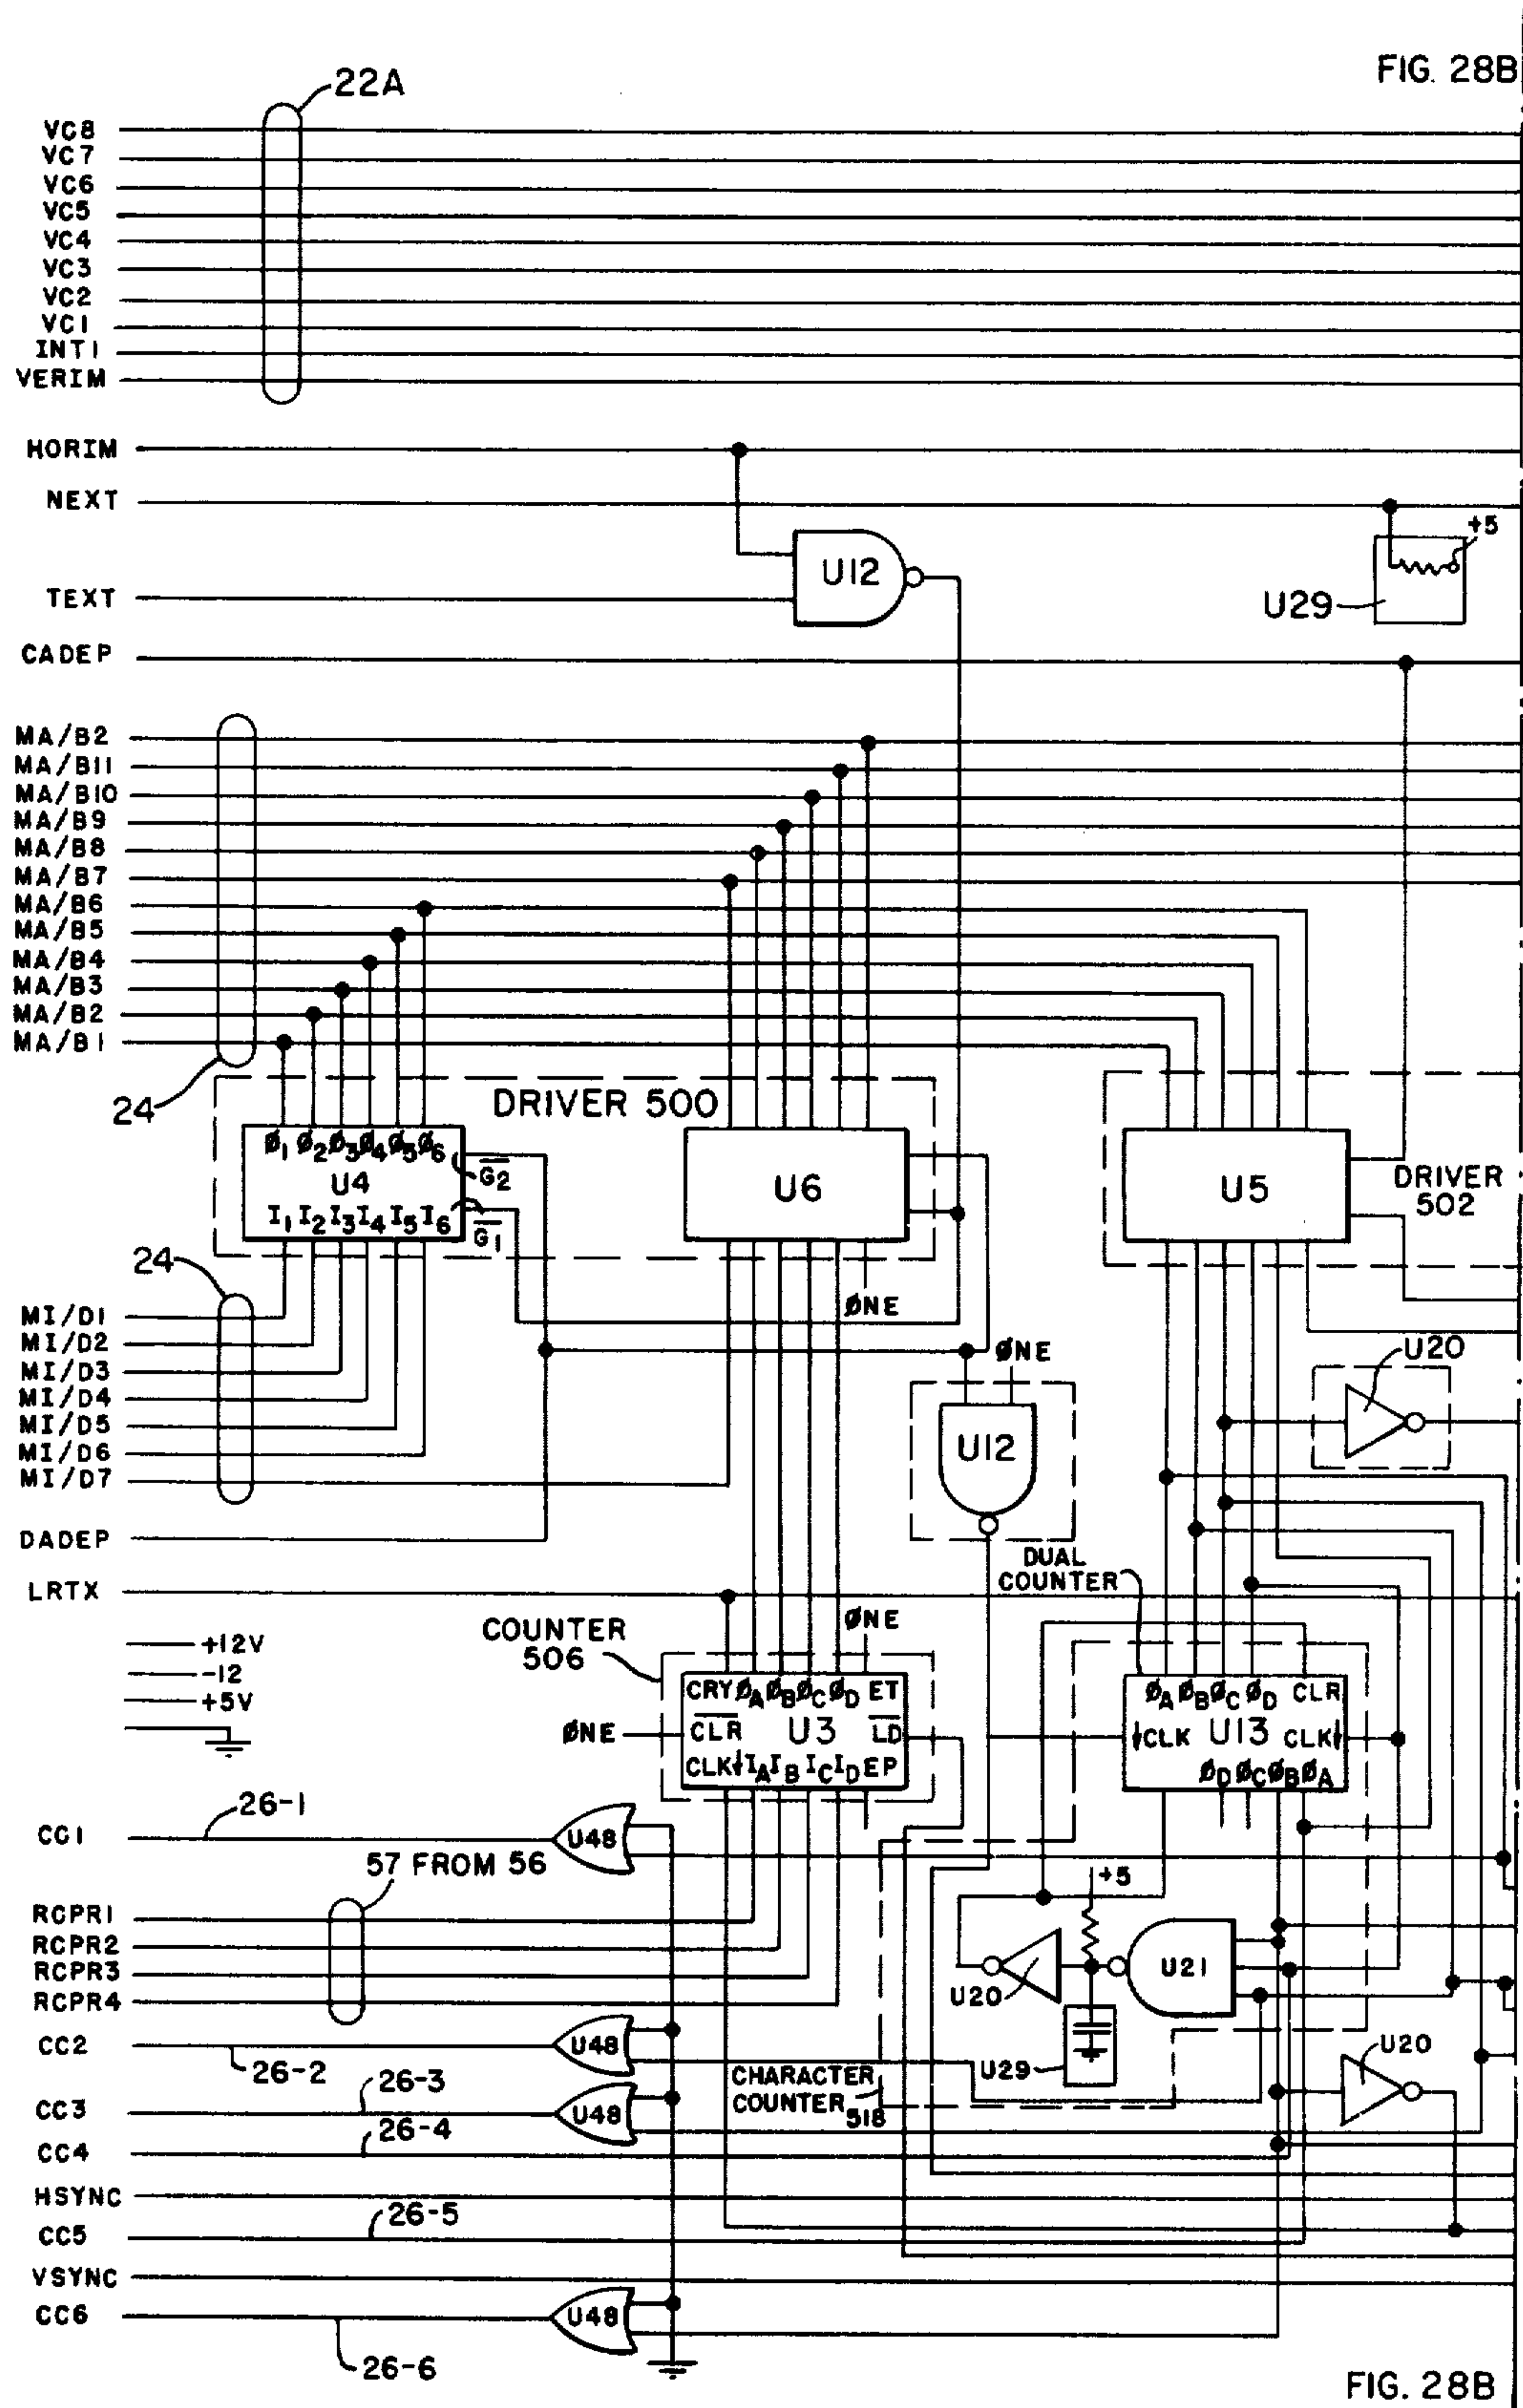 FIG. 28B
22A
VC8
VC7
VC6
VC5
VC4
VC3
VC2
VC1
INT1
VERIM
HORIM
NEXT
+5
U12
U29
TEXT
CADEP
MA/B2
MA/B11
MA/B10
MA/B9
MA/B8
MA/B7
MA/B6
MA/B5
MA/B4
MA/B3
MA/B2
MA/B1
24
DRIVER 500
Ø1 Ø2 Ø3 Ø4 Ø5 Ø6
G2
U4
I1 I2 I3 I4 I5 I6
G1
U6
U5
DRIVER
502
24
ØNE
MI/D1
MI/D2
MI/D3
MI/D4
MI/D5
MI/D6
MI/D7
ØNE
U20
U12
DADEP
DUAL
COUNTER
LRTX
ØNE
COUNTER
506
+12V
-12
+5V
CRY ØA ØB ØC ØD ET
ØNE
CLR U3 LD
CLK↓ IA IB IC ID EP
ØA ØB ØC ØD CLR
↓CLK U13 CLK↓
ØD ØC ØB ØA
26-1
CC1
U48
57 FROM 56
+5
RCPR1
RCPR2
RCPR3
RCPR4
U20
U21
CC2
U48
26-2
U29
U20
CHARACTER
COUNTER
518
26-3
CC3
U48
26-4
CC4
HSYNC
26-5
CC5
VSYNC
CC6
U48
26-6
FIG. 28B